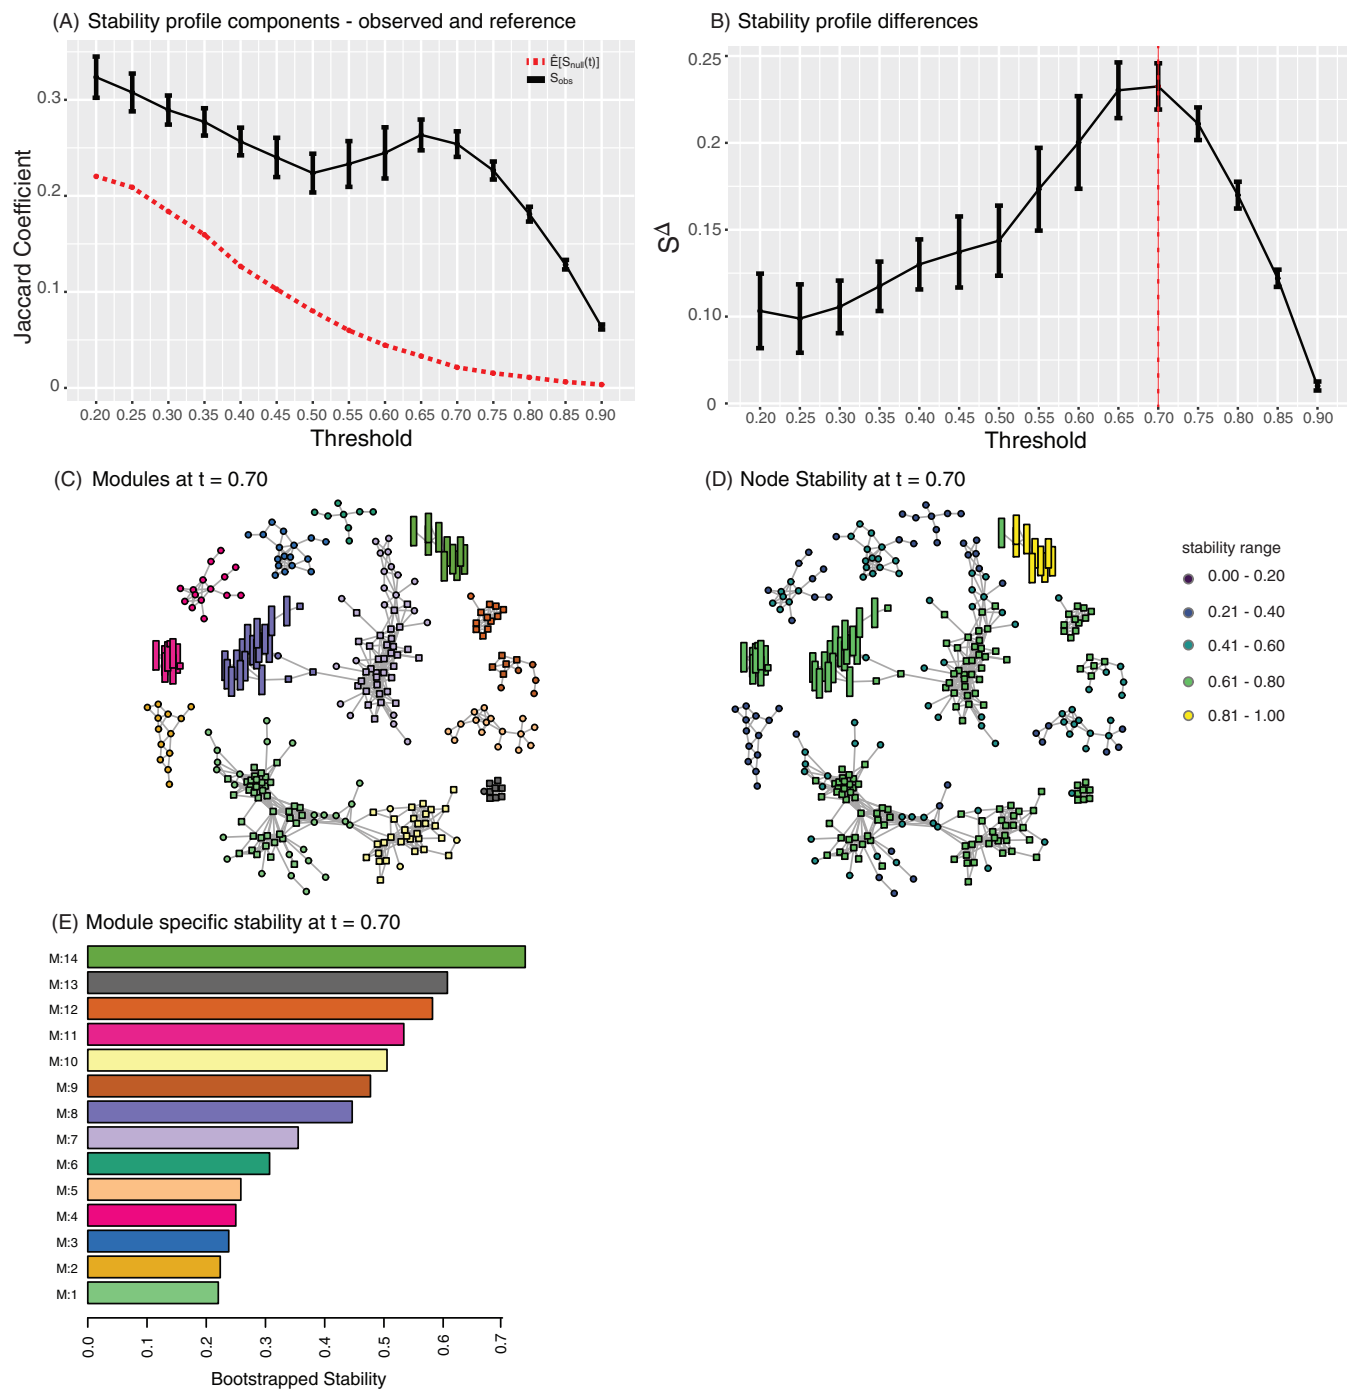 (A) Stability profile components - observed and reference
Ê[Snull(t)]
Sobs
0.3
0.2
0.1
0
Jaccard Coefficient
0.20 0.25 0.30 0.35 0.40 0.45 0.50 0.55 0.60 0.65 0.70 0.75 0.80 0.85 0.90
Threshold
B) Stability profile differences
0.25
0.2
0.15
0.10
0
SΔ
0.20 0.25 0.30 0.35 0.40 0.45 0.50 0.55 0.60 0.65 0.70 0.75 0.80 0.85 0.90
Threshold
(C) Modules at t = 0.70
(D) Node Stability at t = 0.70
stability range
0.00 - 0.20
0.21 - 0.40
0.41 - 0.60
0.61 - 0.80
0.81 - 1.00
(E) Module specific stability at t = 0.70
M:14
M:13
M:12
M:11
M:10
M:9
M:8
M:7
M:6
M:5
M:4
M:3
M:2
M:1
0.0 0.1 0.2 0.3 0.4 0.5 0.6 0.7
Bootstrapped Stability